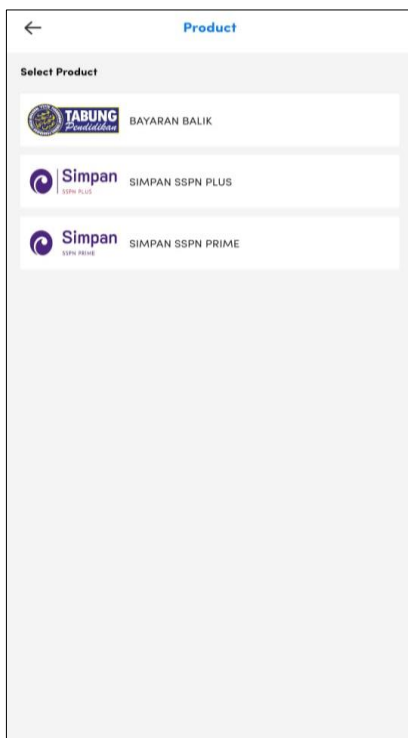 Product
Select Product
TABUNG
Pendidikan
BAYARAN BALIK
Simpan
SSPN PLUS
SIMPAN SSPN PLUS
Simpan
SSPN PRIME
SIMPAN SSPN PRIME